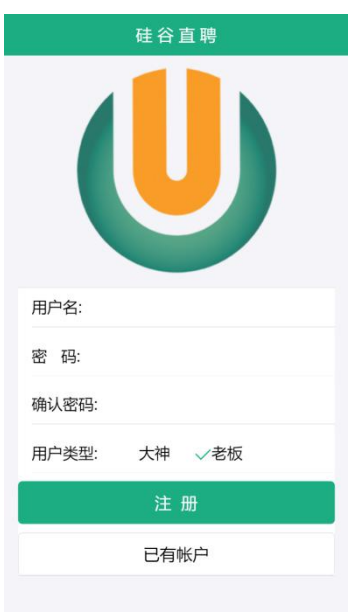 硅谷直聘
用户名:
密 码:
确认密码:
用户类型: 大神 老板
注 册
已有帐户